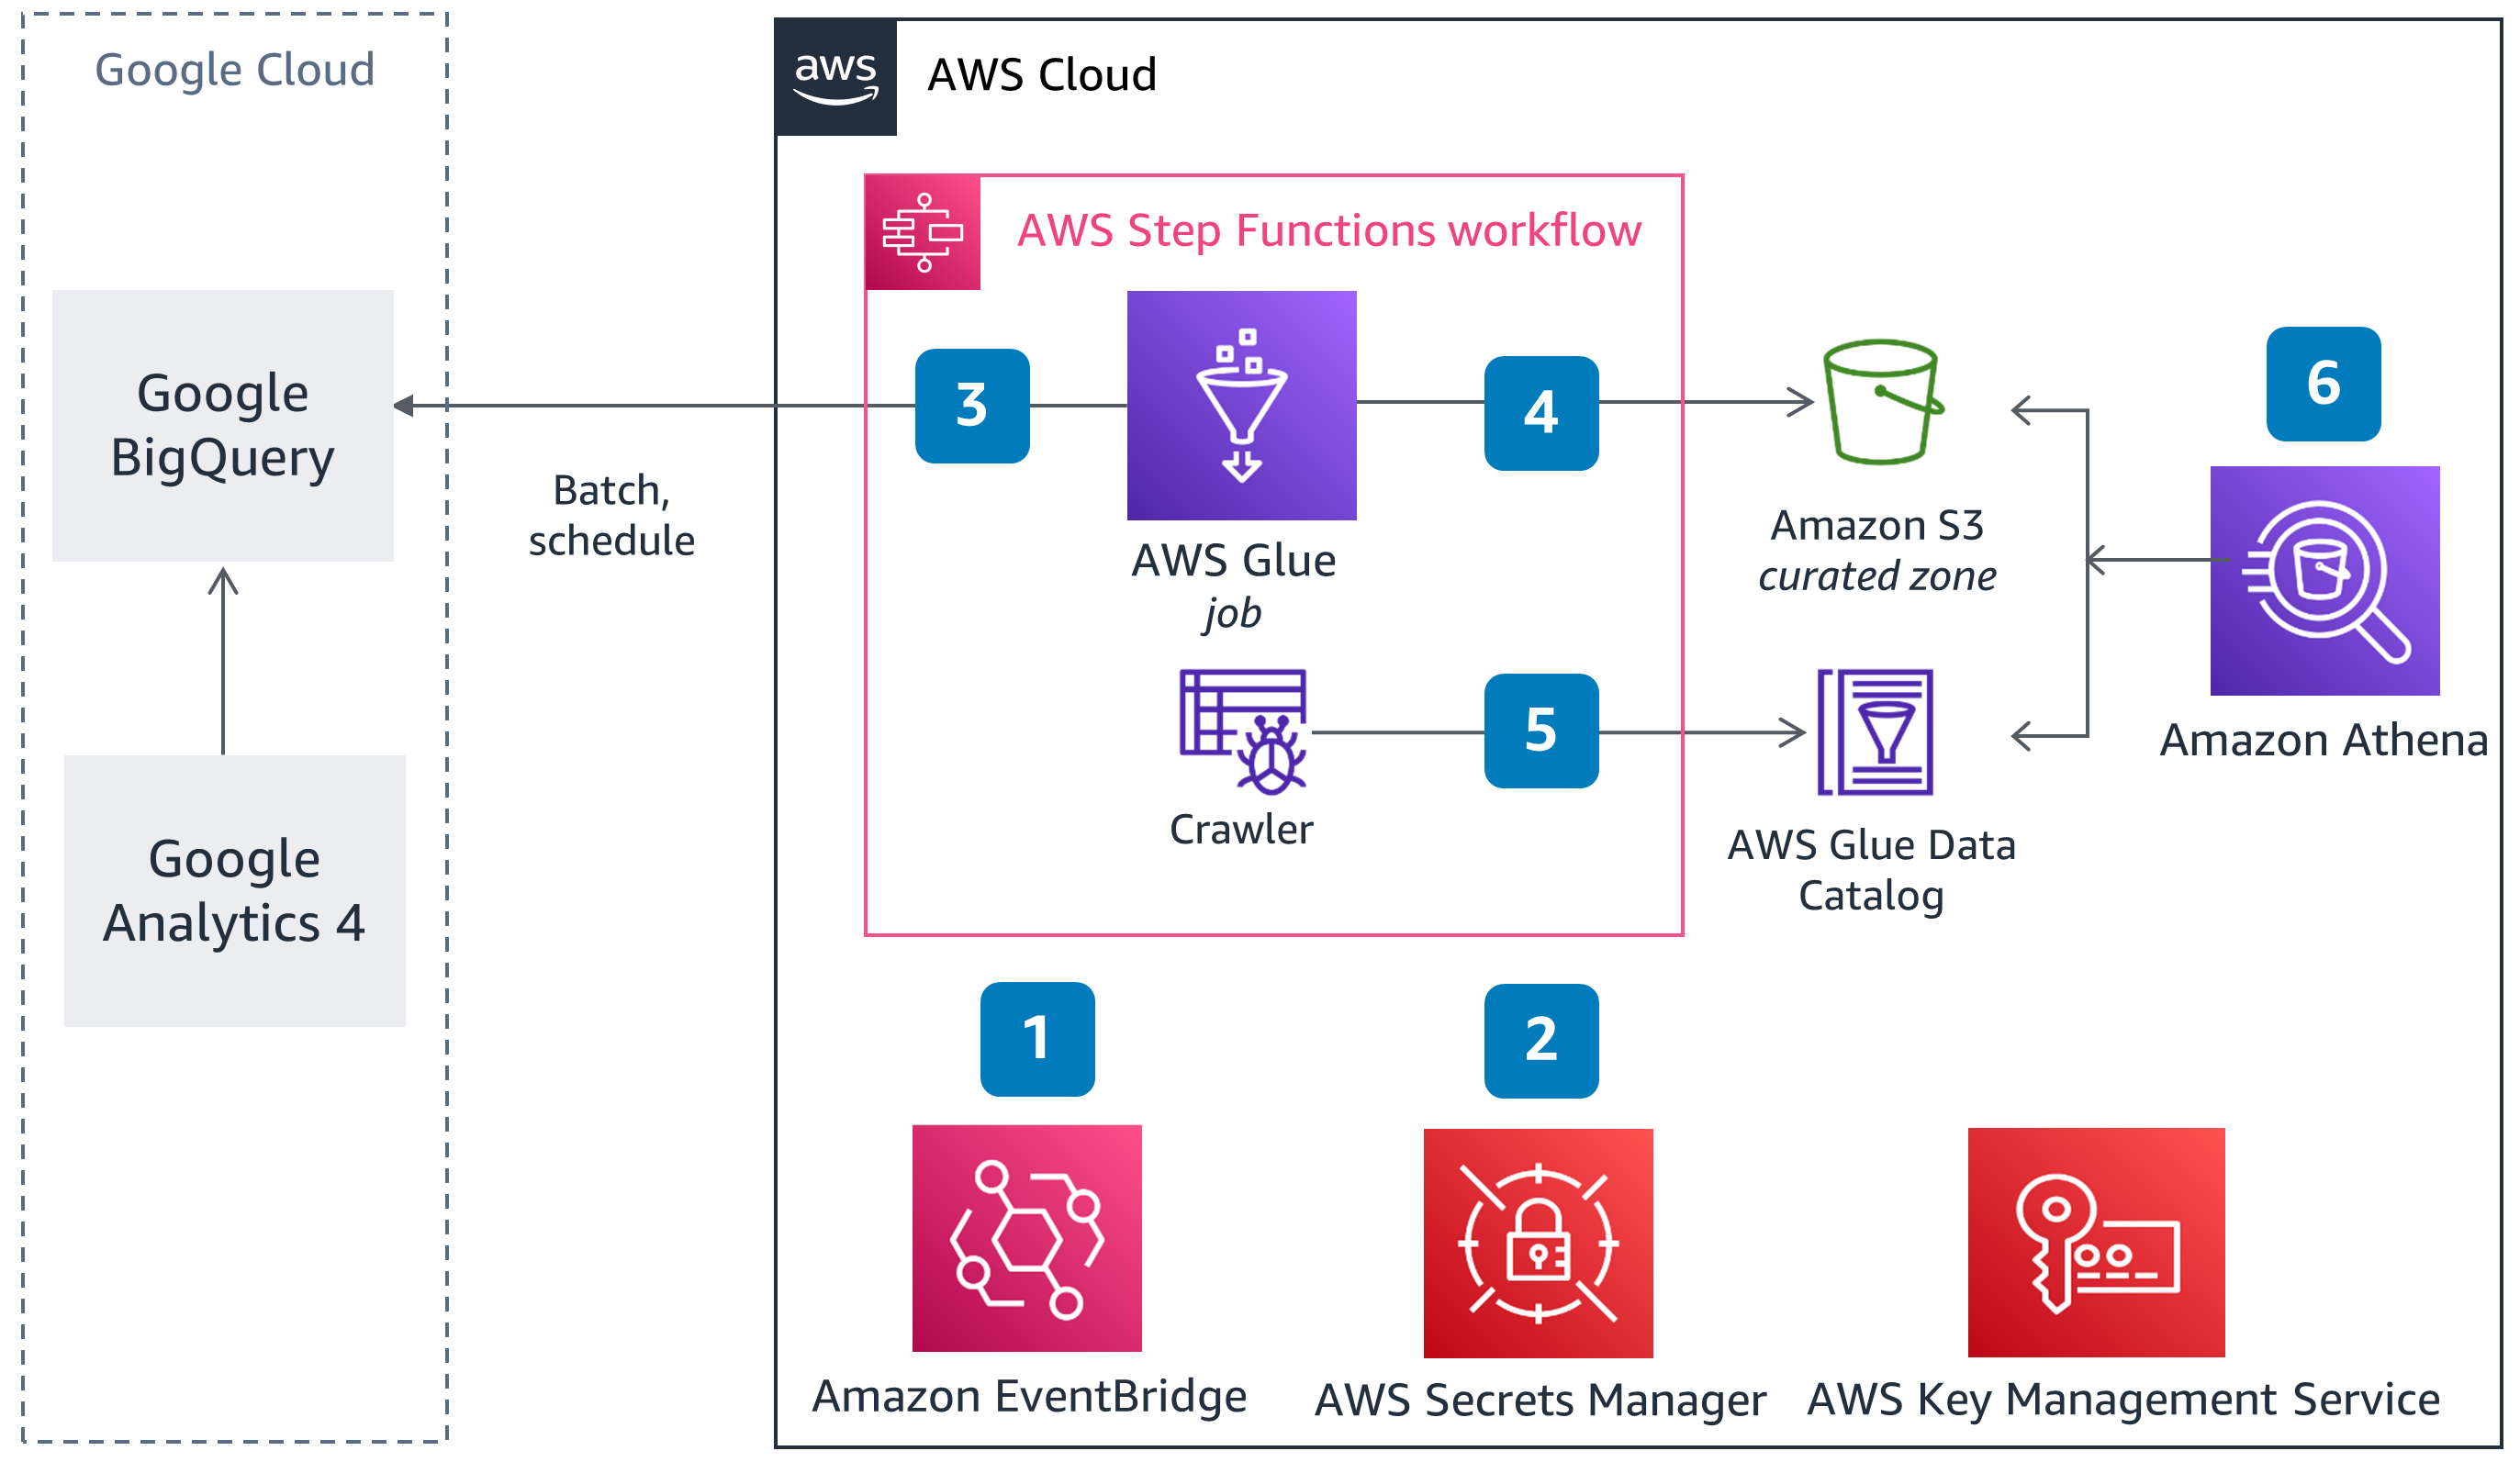 Google Cloud
Google
BigQuery
Google
Analytics 4
Batch,
schedule
aws
AWS Cloud
AWS Step Functions workflow
3
AWS Glue
job
4
Crawler
5
Amazon S3
curated zone
AWS Glue Data
Catalog
6
Amazon Athena
1
Amazon EventBridge
2
AWS Secrets Manager
AWS Key Management Service